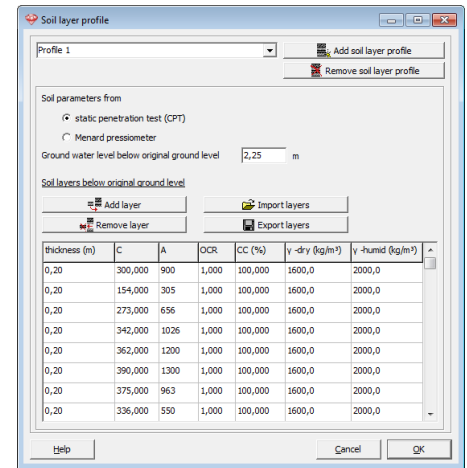 Soil layer profile
Profile 1
Add soil layer profile
Remove soil layer profile
Soil parameters from
static penetration test (CPT)
Menard pressiometer
Ground water level below original ground level 2,25 m
Soil layers below original ground level
Add layer Import layers
Remove layer Export layers
thickness (m) C A OCR CC (%) γ -dry (kg/m³) γ -humid (kg/m³)
0,20 300,000 900 1,000 100,000 1600,0 2000,0
0,20 154,000 305 1,000 100,000 1600,0 2000,0
0,20 273,000 656 1,000 100,000 1600,0 2000,0
0,20 342,000 1026 1,000 100,000 1600,0 2000,0
0,20 362,000 1200 1,000 100,000 1600,0 2000,0
0,20 390,000 1300 1,000 100,000 1600,0 2000,0
0,20 375,000 963 1,000 100,000 1600,0 2000,0
0,20 336,000 550 1,000 100,000 1600,0 2000,0
Help Cancel OK